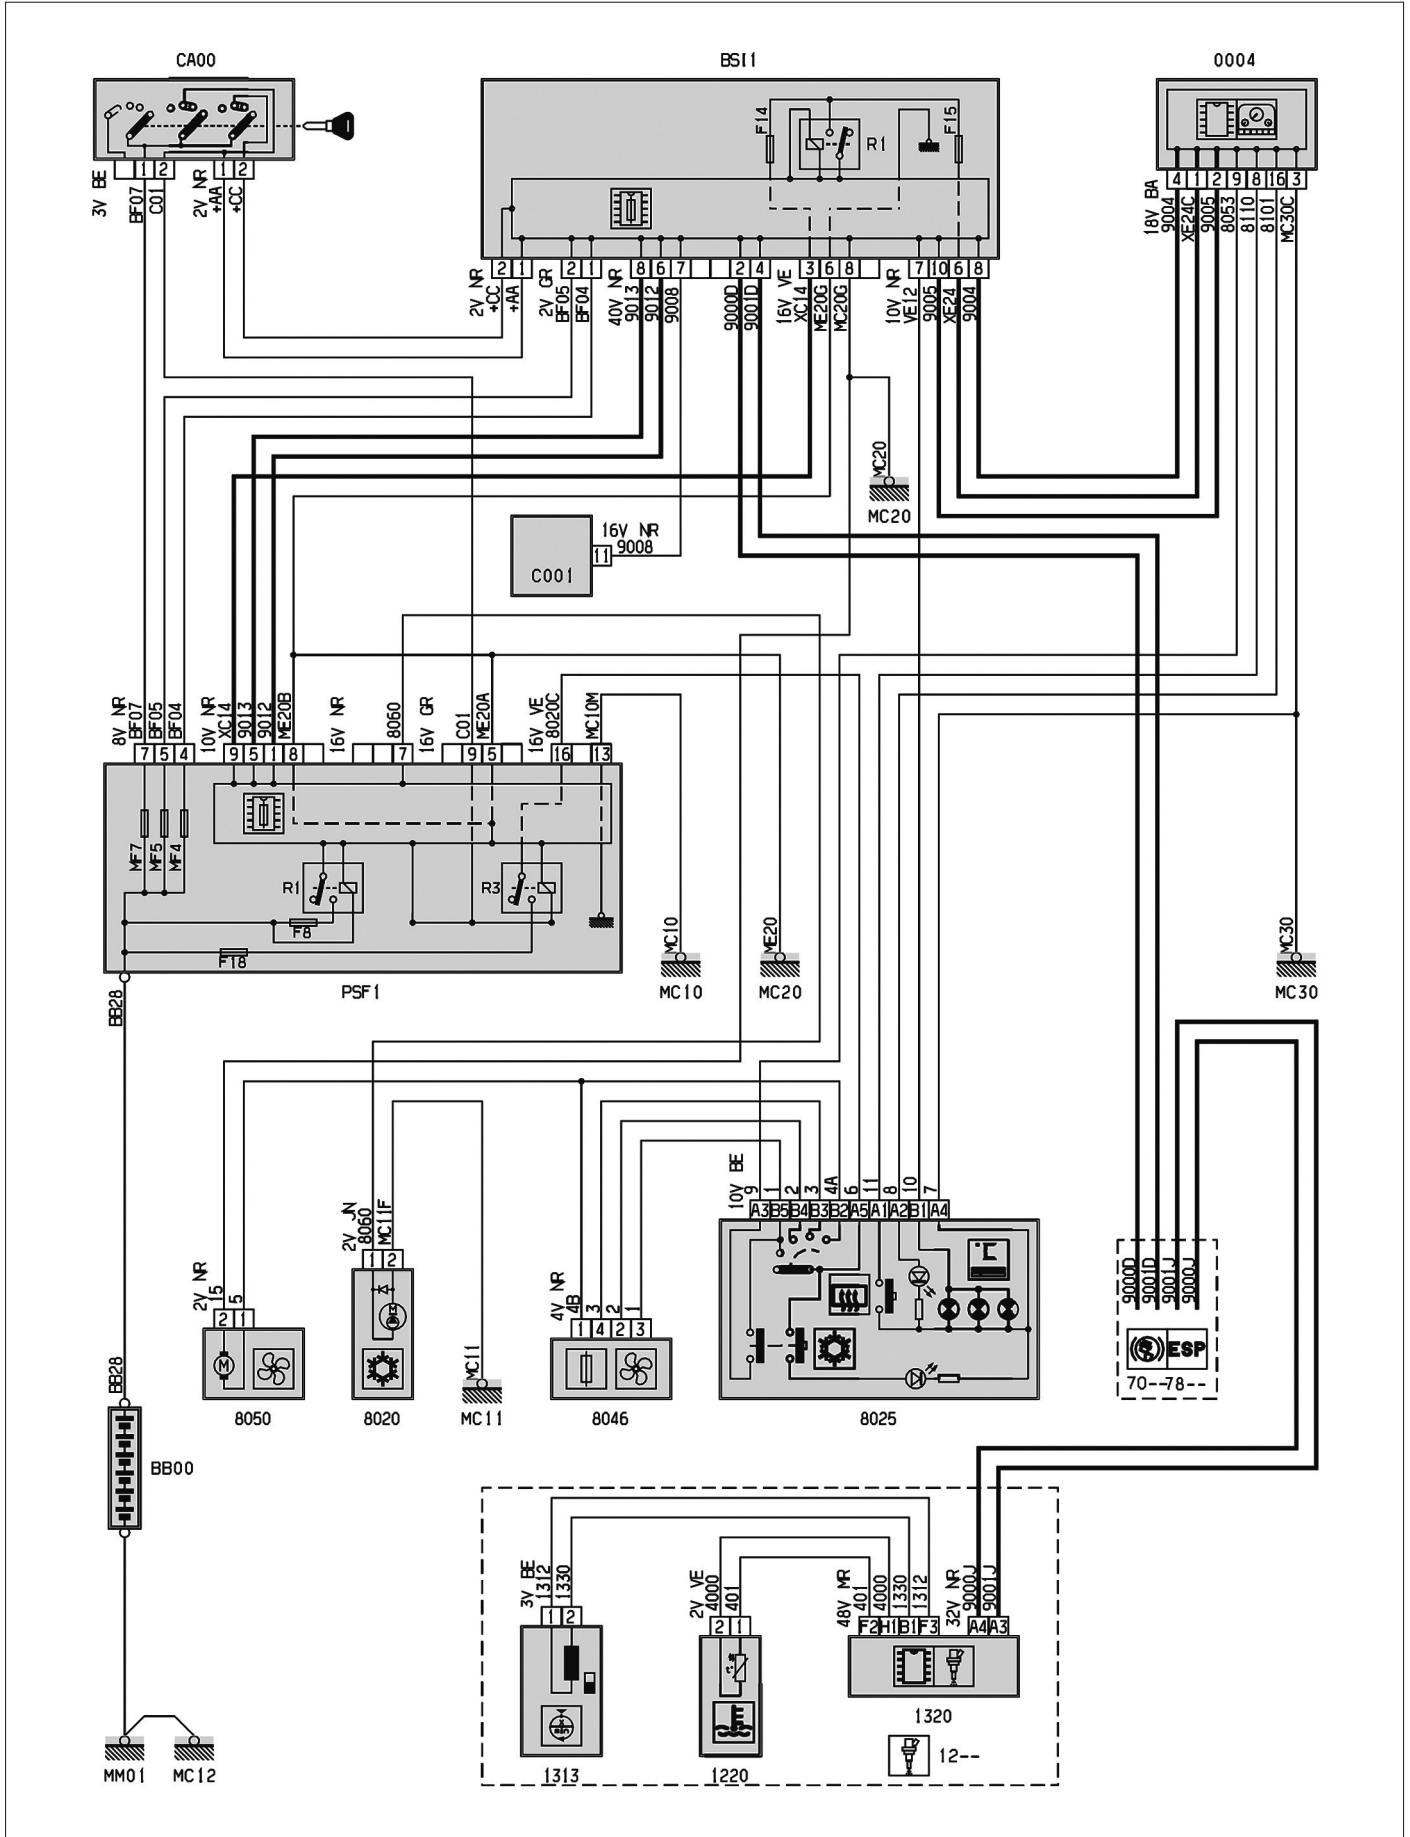 CA00
BSI1
0004
F14
R1
F15
1 2 1 2
3V BE
BF07
C01
2V NR
+AA
+CC
4 1 2 9 8 16 3
18V BA
9004
XE24C
9005
8053
8110
8101
MC30C
2 1 2 1 8 6 7 2 4 3 6 8 7 10 6 8
2V NR
+CC
+AA
2V GR
BF05
BF04
40V NR
9013
9012
9008
9000D
9001D
16V VE
XC14
ME20G
MC20G
10V NR
VE12
9005
XE24
9004
MC20
MC20
16V NR
9008
11
C001
8V NR
BF07
BF05
BF04
10V NR
XC14
9013
9012
ME20B
16V NR
8060
16V GR
C01
ME20A
16V VE
8020C
MC10M
7 5 4 9 5 1 8 7 9 5 16 13
MF7
MF5
MF4
R1
R3
F8
F18
PSF1
MC10
MC10
ME20
MC20
MC30
MC30
BB28
10V BE
9
1
2
3
4A
6
11
8
10
7
A3 B5 B4 B3 B2 A5 A1 A2 B1 A4
°C
2V JN
8060
MC11F
1 2
M
2V NR
15
5
2 1
M
4V NR
4B
3
2
1
1 4 2 3
MC11
MC11
9000D
9001D
9001J
9000J
ESP
70-- 78--
8050
8020
8046
8025
BB28
BB00
3V BE
1312
1330
1 2
2V VE
4000
401
2 1
48V MR
401
4000
1330
1312
32V NR
9000J
9001J
F2 H1 B1 F3 A4 A3
1320
12--
1313
1220
MM01
MC12